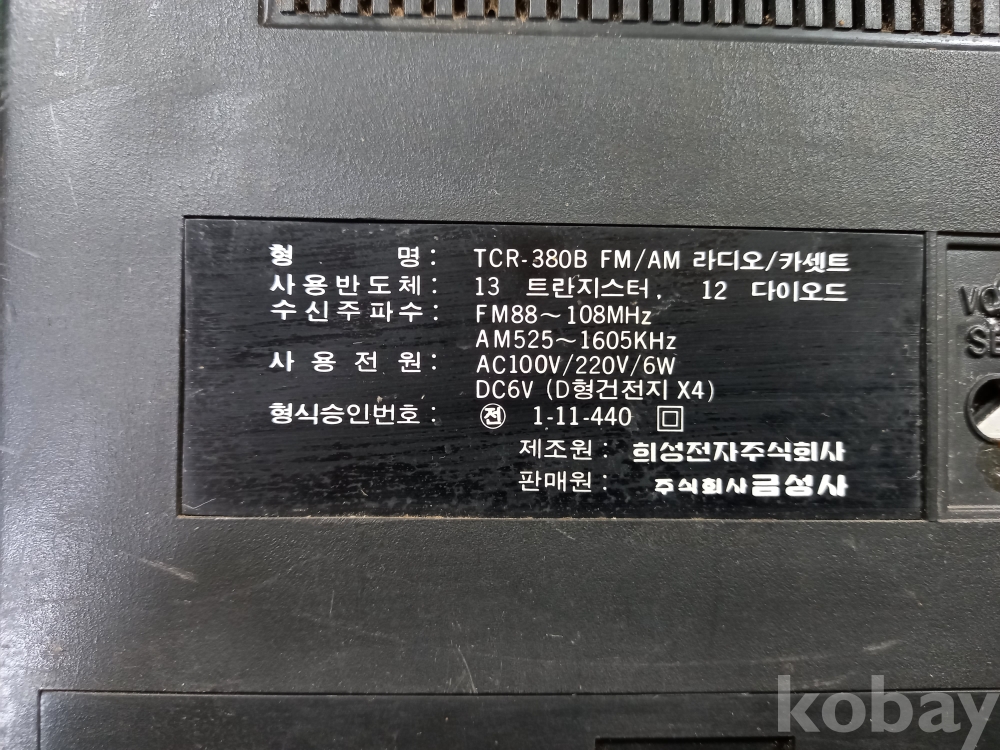 형 명 : TCR-380B FM/AM 라디오/카셋트
사용반도체 : 13 트란지스터, 12 다이오드
수신주파수 : FM88~108MHz
AM525~1605KHz
사 용 전 원 : AC100V/220V/6W
DC6V (D형건전지 X4)
형식승인번호 : 전 1-11-440
제조원 : 희성전자주식회사
판매원 : 주식회사 금성사
kobay